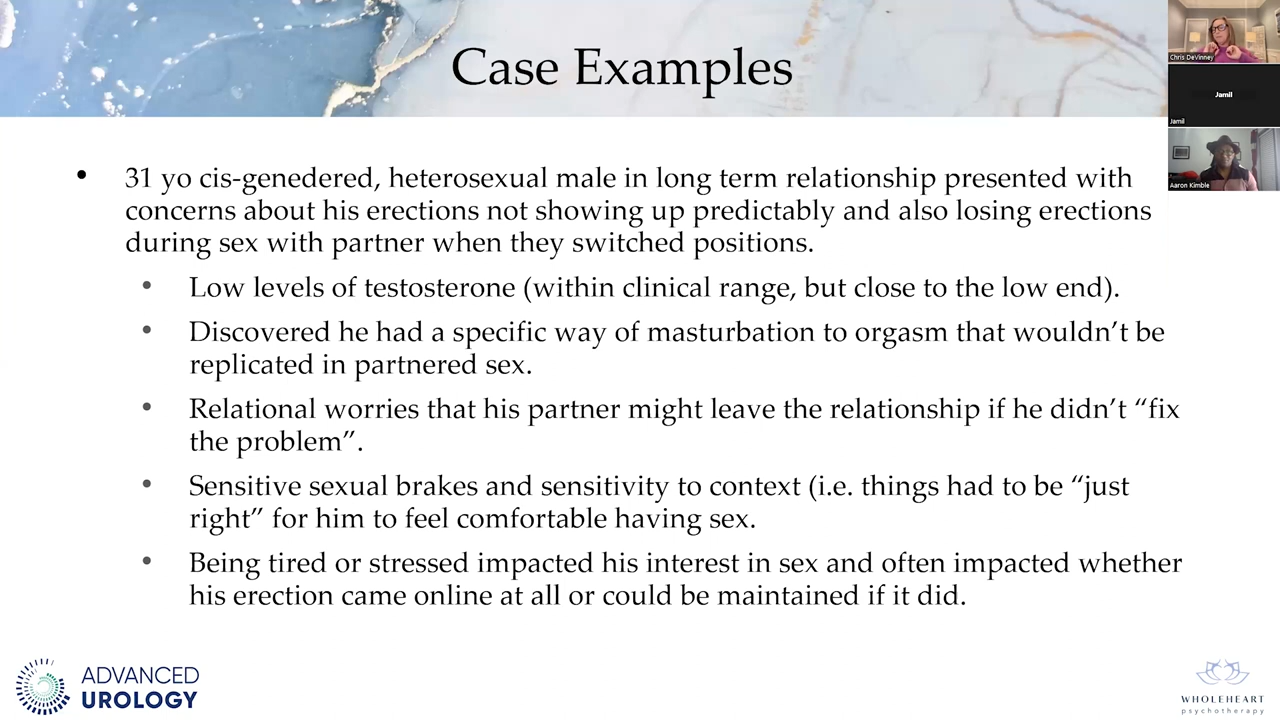 Case Examples
Chris DeVinney
Jamil
Jamil
Aaron Kimble
• 31 yo cis-genedered, heterosexual male in long term relationship presented with
concerns about his erections not showing up predictably and also losing erections
during sex with partner when they switched positions.
• Low levels of testosterone (within clinical range, but close to the low end).
• Discovered he had a specific way of masturbation to orgasm that wouldn’t be
replicated in partnered sex.
• Relational worries that his partner might leave the relationship if he didn’t “fix
the problem”.
• Sensitive sexual brakes and sensitivity to context (i.e. things had to be “just
right” for him to feel comfortable having sex.
• Being tired or stressed impacted his interest in sex and often impacted whether
his erection came online at all or could be maintained if it did.
ADVANCED
UROLOGY
WHOLEHEART
psychotherapy